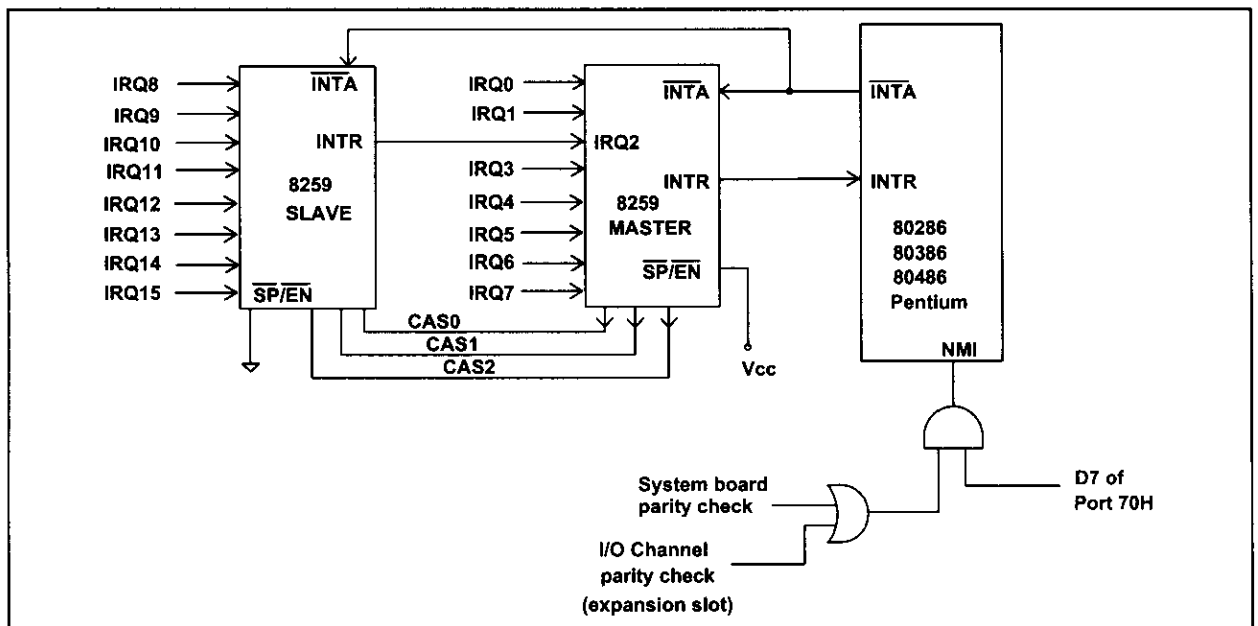 IRQ8
IRQ9
IRQ10
IRQ11
IRQ12
IRQ13
IRQ14
IRQ15
INTA
INTR
8259
SLAVE
SP/EN
IRQ0
IRQ1
IRQ2
IRQ3
IRQ4
IRQ5
IRQ6
IRQ7
INTA
INTR
8259
MASTER
SP/EN
CAS0
CAS1
CAS2
Vcc
INTA
INTR
80286
80386
80486
Pentium
NMI
System board
parity check
I/O Channel
parity check
(expansion slot)
D7 of
Port 70H